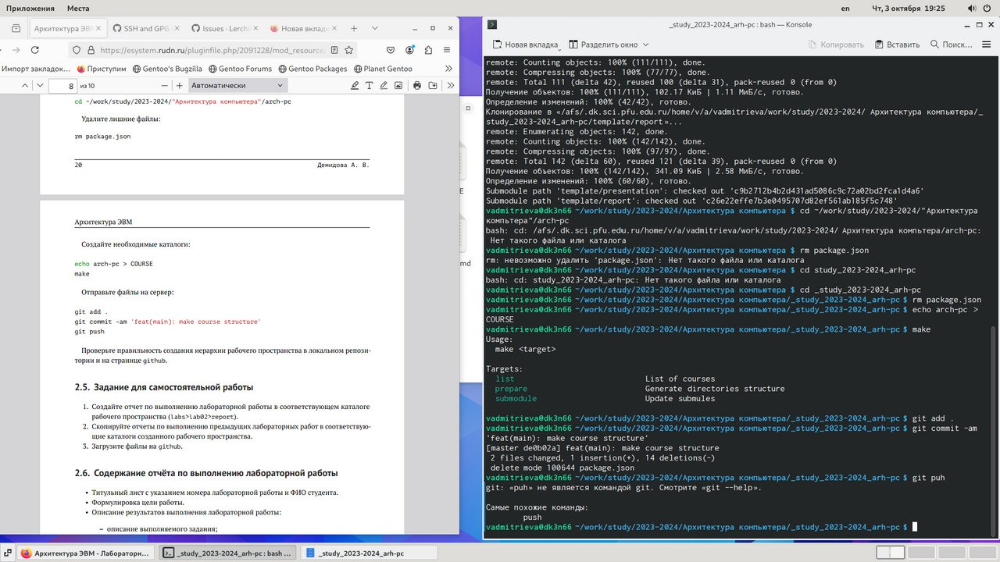 Приложения Места
en Чт, 3 октября 19:25
Архитектура ЭВМ SSH and GPG Issues · Lerchi Новая вклад
https://esystem.rudn.ru/pluginfile.php/2091228/mod_resource
Импорт закладок... Приступим Gentoo's Bugzilla Gentoo Forums Gentoo Packages Planet Gentoo
8 из 10 Автоматически
cd ~/work/study/2023-2024/"Архитектура компьютера"/arch-pc
Удалите лишние файлы:
rm package.json
20 Демидова А. В.
Архитектура ЭВМ
Создайте необходимые каталоги:
echo arch-pc > COURSE
make
Отправьте файлы на сервер:
git add .
git commit -am 'feat(main): make course structure'
git push
Проверьте правильность создания иерархии рабочего пространства в локальном репози-
тории и на странице github.
2.5. Задание для самостоятельной работы
1. Создайте отчет по выполнению лабораторной работы в соответствующем каталоге
рабочего пространства (labs>lab02>report).
2. Скопируйте отчеты по выполнению предыдущих лабораторных работ в соответствую-
щие каталоги созданного рабочего пространства.
3. Загрузите файлы на github.
2.6. Содержание отчёта по выполнению лабораторной работы
• Титульный лист с указанием номера лабораторной работы и ФИО студента.
• Формулировка цели работы.
• Описание результатов выполнения лабораторной работы:
– описание выполняемого задания;
E
md
_study_2023-2024_arh-pc : bash — Konsole
Новая вкладка Разделить окно Копировать Вставить Поиск...
remote: Counting objects: 100% (111/111), done.
remote: Compressing objects: 100% (77/77), done.
remote: Total 111 (delta 42), reused 100 (delta 31), pack-reused 0 (from 0)
Получение объектов: 100% (111/111), 102.17 КиБ | 1.11 МиБ/с, готово.
Определение изменений: 100% (42/42), готово.
Клонирование в «/afs/.dk.sci.pfu.edu.ru/home/v/a/vadmitrieva/work/study/2023-2024/ Архитектура компьютера/_
study_2023-2024_arh-pc/template/report»...
remote: Enumerating objects: 142, done.
remote: Counting objects: 100% (142/142), done.
remote: Compressing objects: 100% (97/97), done.
remote: Total 142 (delta 60), reused 121 (delta 39), pack-reused 0 (from 0)
Получение объектов: 100% (142/142), 341.09 КиБ | 2.58 МиБ/с, готово.
Определение изменений: 100% (60/60), готово.
Submodule path 'template/presentation': checked out 'c9b2712b4b2d431ad5086c9c72a02bd2fca1d4a6'
Submodule path 'template/report': checked out 'c26e22effe7b3e0495707d82ef561ab185f5c748'
vadmitrieva@dk3n66 ~/work/study/2023-2024/Архитектура компьютера $ cd ~/work/study/2023-2024/"Архитектура
компьтера"/arch-pc
bash: cd: /afs/.dk.sci.pfu.edu.ru/home/v/a/vadmitrieva/work/study/2023-2024/ Архитектура компьтера/arch-pc:
Нет такого файла или каталога
vadmitrieva@dk3n66 ~/work/study/2023-2024/Архитектура компьютера $ rm package.json
rm: невозможно удалить 'package.json': Нет такого файла или каталога
vadmitrieva@dk3n66 ~/work/study/2023-2024/Архитектура компьютера $ cd study_2023-2024_arh-pc
bash: cd: study_2023-2024_arh-pc: Нет такого файла или каталога
vadmitrieva@dk3n66 ~/work/study/2023-2024/Архитектура компьютера $ cd _study_2023-2024_arh-pc
vadmitrieva@dk3n66 ~/work/study/2023-2024/Архитектура компьютера/_study_2023-2024_arh-pc $ rm package.json
vadmitrieva@dk3n66 ~/work/study/2023-2024/Архитектура компьютера/_study_2023-2024_arh-pc $ echo arch-pc >
COURSE
vadmitrieva@dk3n66 ~/work/study/2023-2024/Архитектура компьютера/_study_2023-2024_arh-pc $ make
Usage:
make <target>
Targets:
list List of courses
prepare Generate directories structure
submodule Update submules
vadmitrieva@dk3n66 ~/work/study/2023-2024/Архитектура компьютера/_study_2023-2024_arh-pc $ git add .
vadmitrieva@dk3n66 ~/work/study/2023-2024/Архитектура компьютера/_study_2023-2024_arh-pc $ git commit -am
'feat(main): make course structure'
[master de0b02a] feat(main): make course structure
2 files changed, 1 insertion(+), 14 deletions(-)
delete mode 100644 package.json
vadmitrieva@dk3n66 ~/work/study/2023-2024/Архитектура компьютера/_study_2023-2024_arh-pc $ git puh
git: «puh» не является командой git. Смотрите «git --help».
Самые похожие команды:
push
vadmitrieva@dk3n66 ~/work/study/2023-2024/Архитектура компьютера/_study_2023-2024_arh-pc $
Архитектура ЭВМ - Лабораторн... _study_2023-2024_arh-pc : bash ... _study_2023-2024_arh-pc